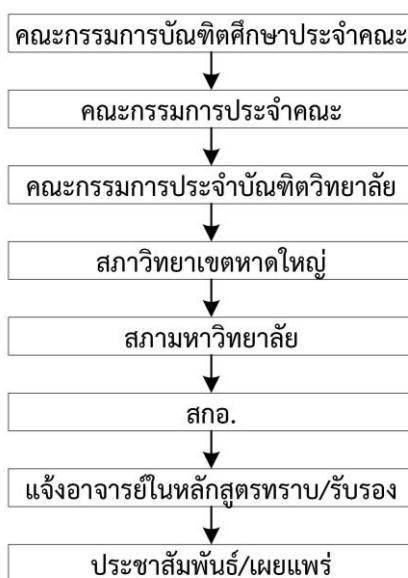 คณะกรรมการบัณฑิตศึกษาประจำคณะ
คณะกรรมการประจำคณะ
คณะกรรมการประจำบัณฑิตวิทยาลัย
สภาวิทยาเขตหาดใหญ่
สภามหาวิทยาลัย
สกอ.
แจ้งอาจารย์ในหลักสูตรทราบ/รับรอง
ประชาสัมพันธ์/เผยแพร่